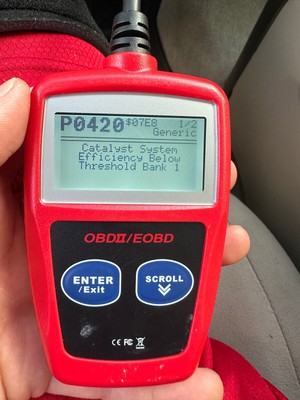 P0420 $07E8 1/2
Generic
Catalyst System
Efficiency Below
Threshold Bank 1
OBDII/EOBD
ENTER
/Exit
SCROLL
CE FC